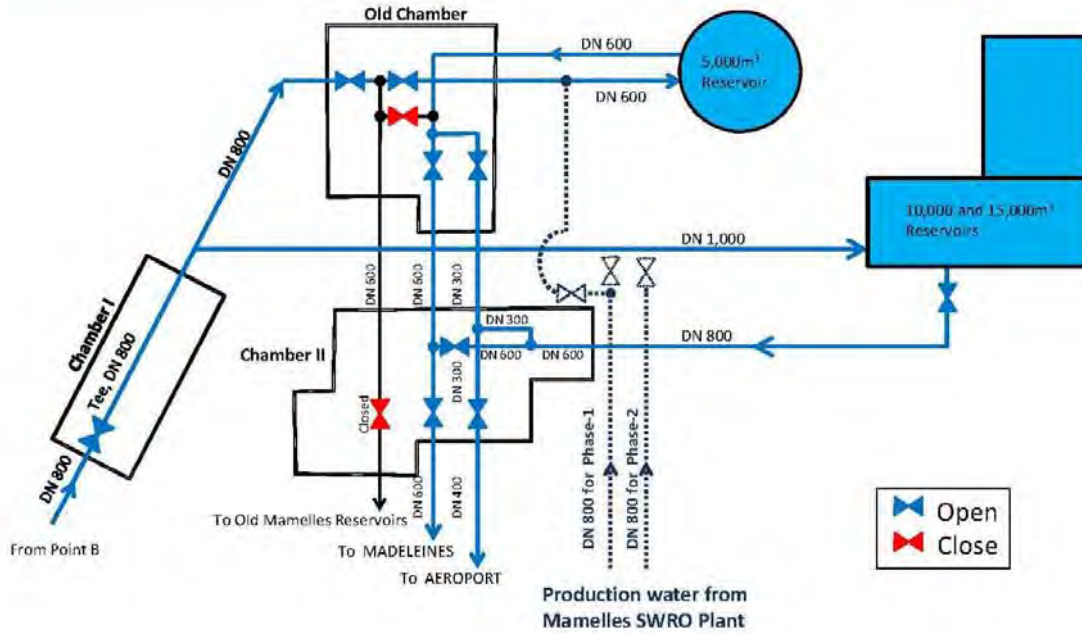 Old Chamber
DN 600
5,000m³
Reservoir
DN 600
DN 800
10,000 and 15,000m³
Reservoirs
DN 1,000
DN 600
DN 600
DN 300
Chamber I
Tee, DN 800
DN 300
Chamber II
DN 600
DN 600
DN 800
DN 300
Closed
DN 800
DN 600
DN 400
DN 800 for Phase-1
DN 800 for Phase-2
To Old Mamelles Reservoirs
From Point B
To MADELEINES
To AEROPORT
Open
Close
Production water from
Mamelles SWRO Plant